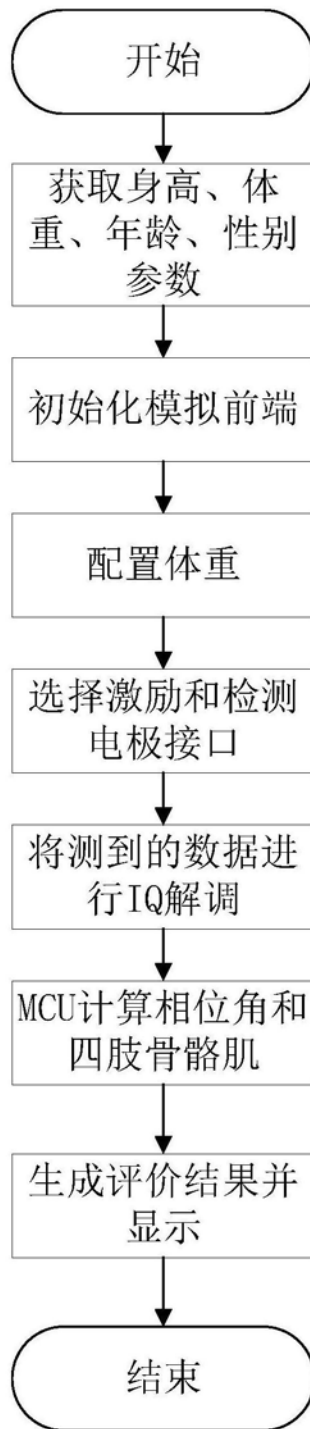 开始
获取身高、体
重、年龄、性别
参数
初始化模拟前端
配置体重
选择激励和检测
电极接口
将测到的数据进
行IQ解调
MCU计算相位角和
四肢骨骼肌
生成评价结果并
显示
结束